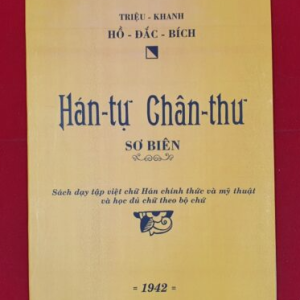 TRIỆU - KHANH
HỒ - ĐẮC - BÍCH
Hán-tự Chân-thư
SƠ BIÊN
Sách dạy tập viết chữ Hán chính thức và mỹ thuật
và học đủ chữ theo bộ chữ
= 1942 =